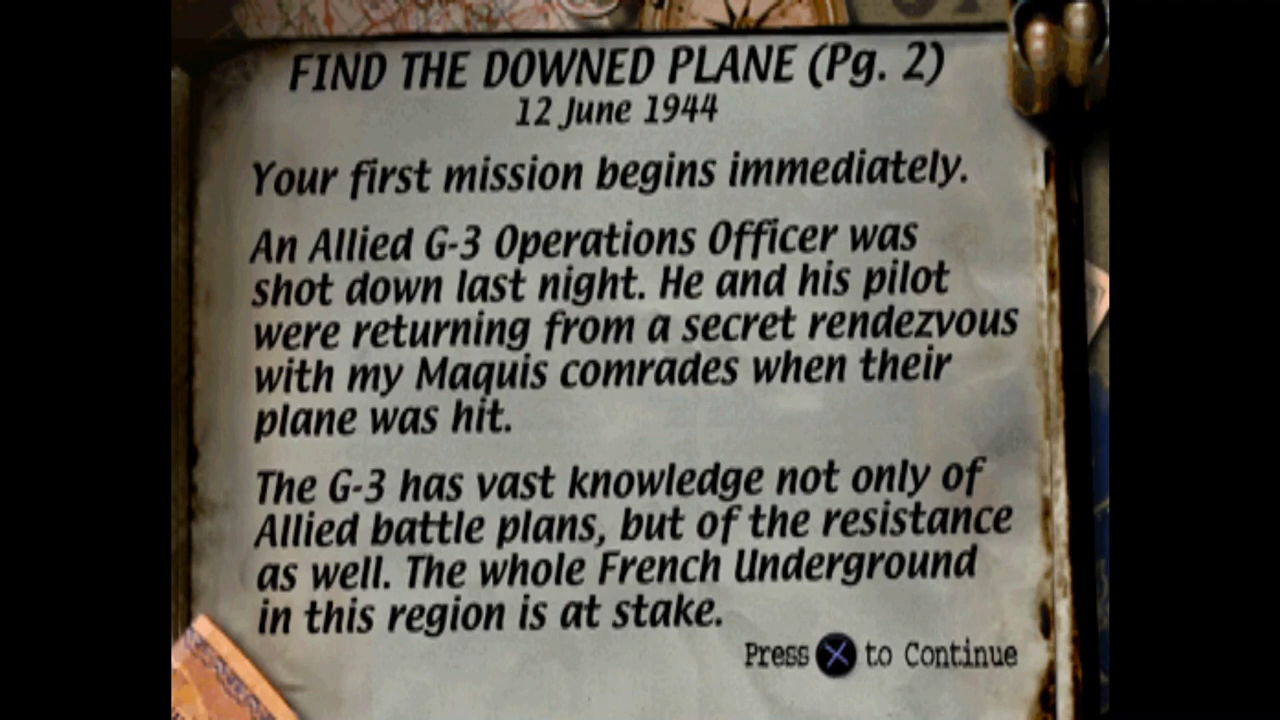 FIND THE DOWNED PLANE (Pg. 2)
12 June 1944
Your first mission begins immediately.
An Allied G-3 Operations Officer was
shot down last night. He and his pilot
were returning from a secret rendezvous
with my Maquis comrades when their
plane was hit.
The G-3 has vast knowledge not only of
Allied battle plans, but of the resistance
as well. The whole French Underground
in this region is at stake.
Press X to Continue